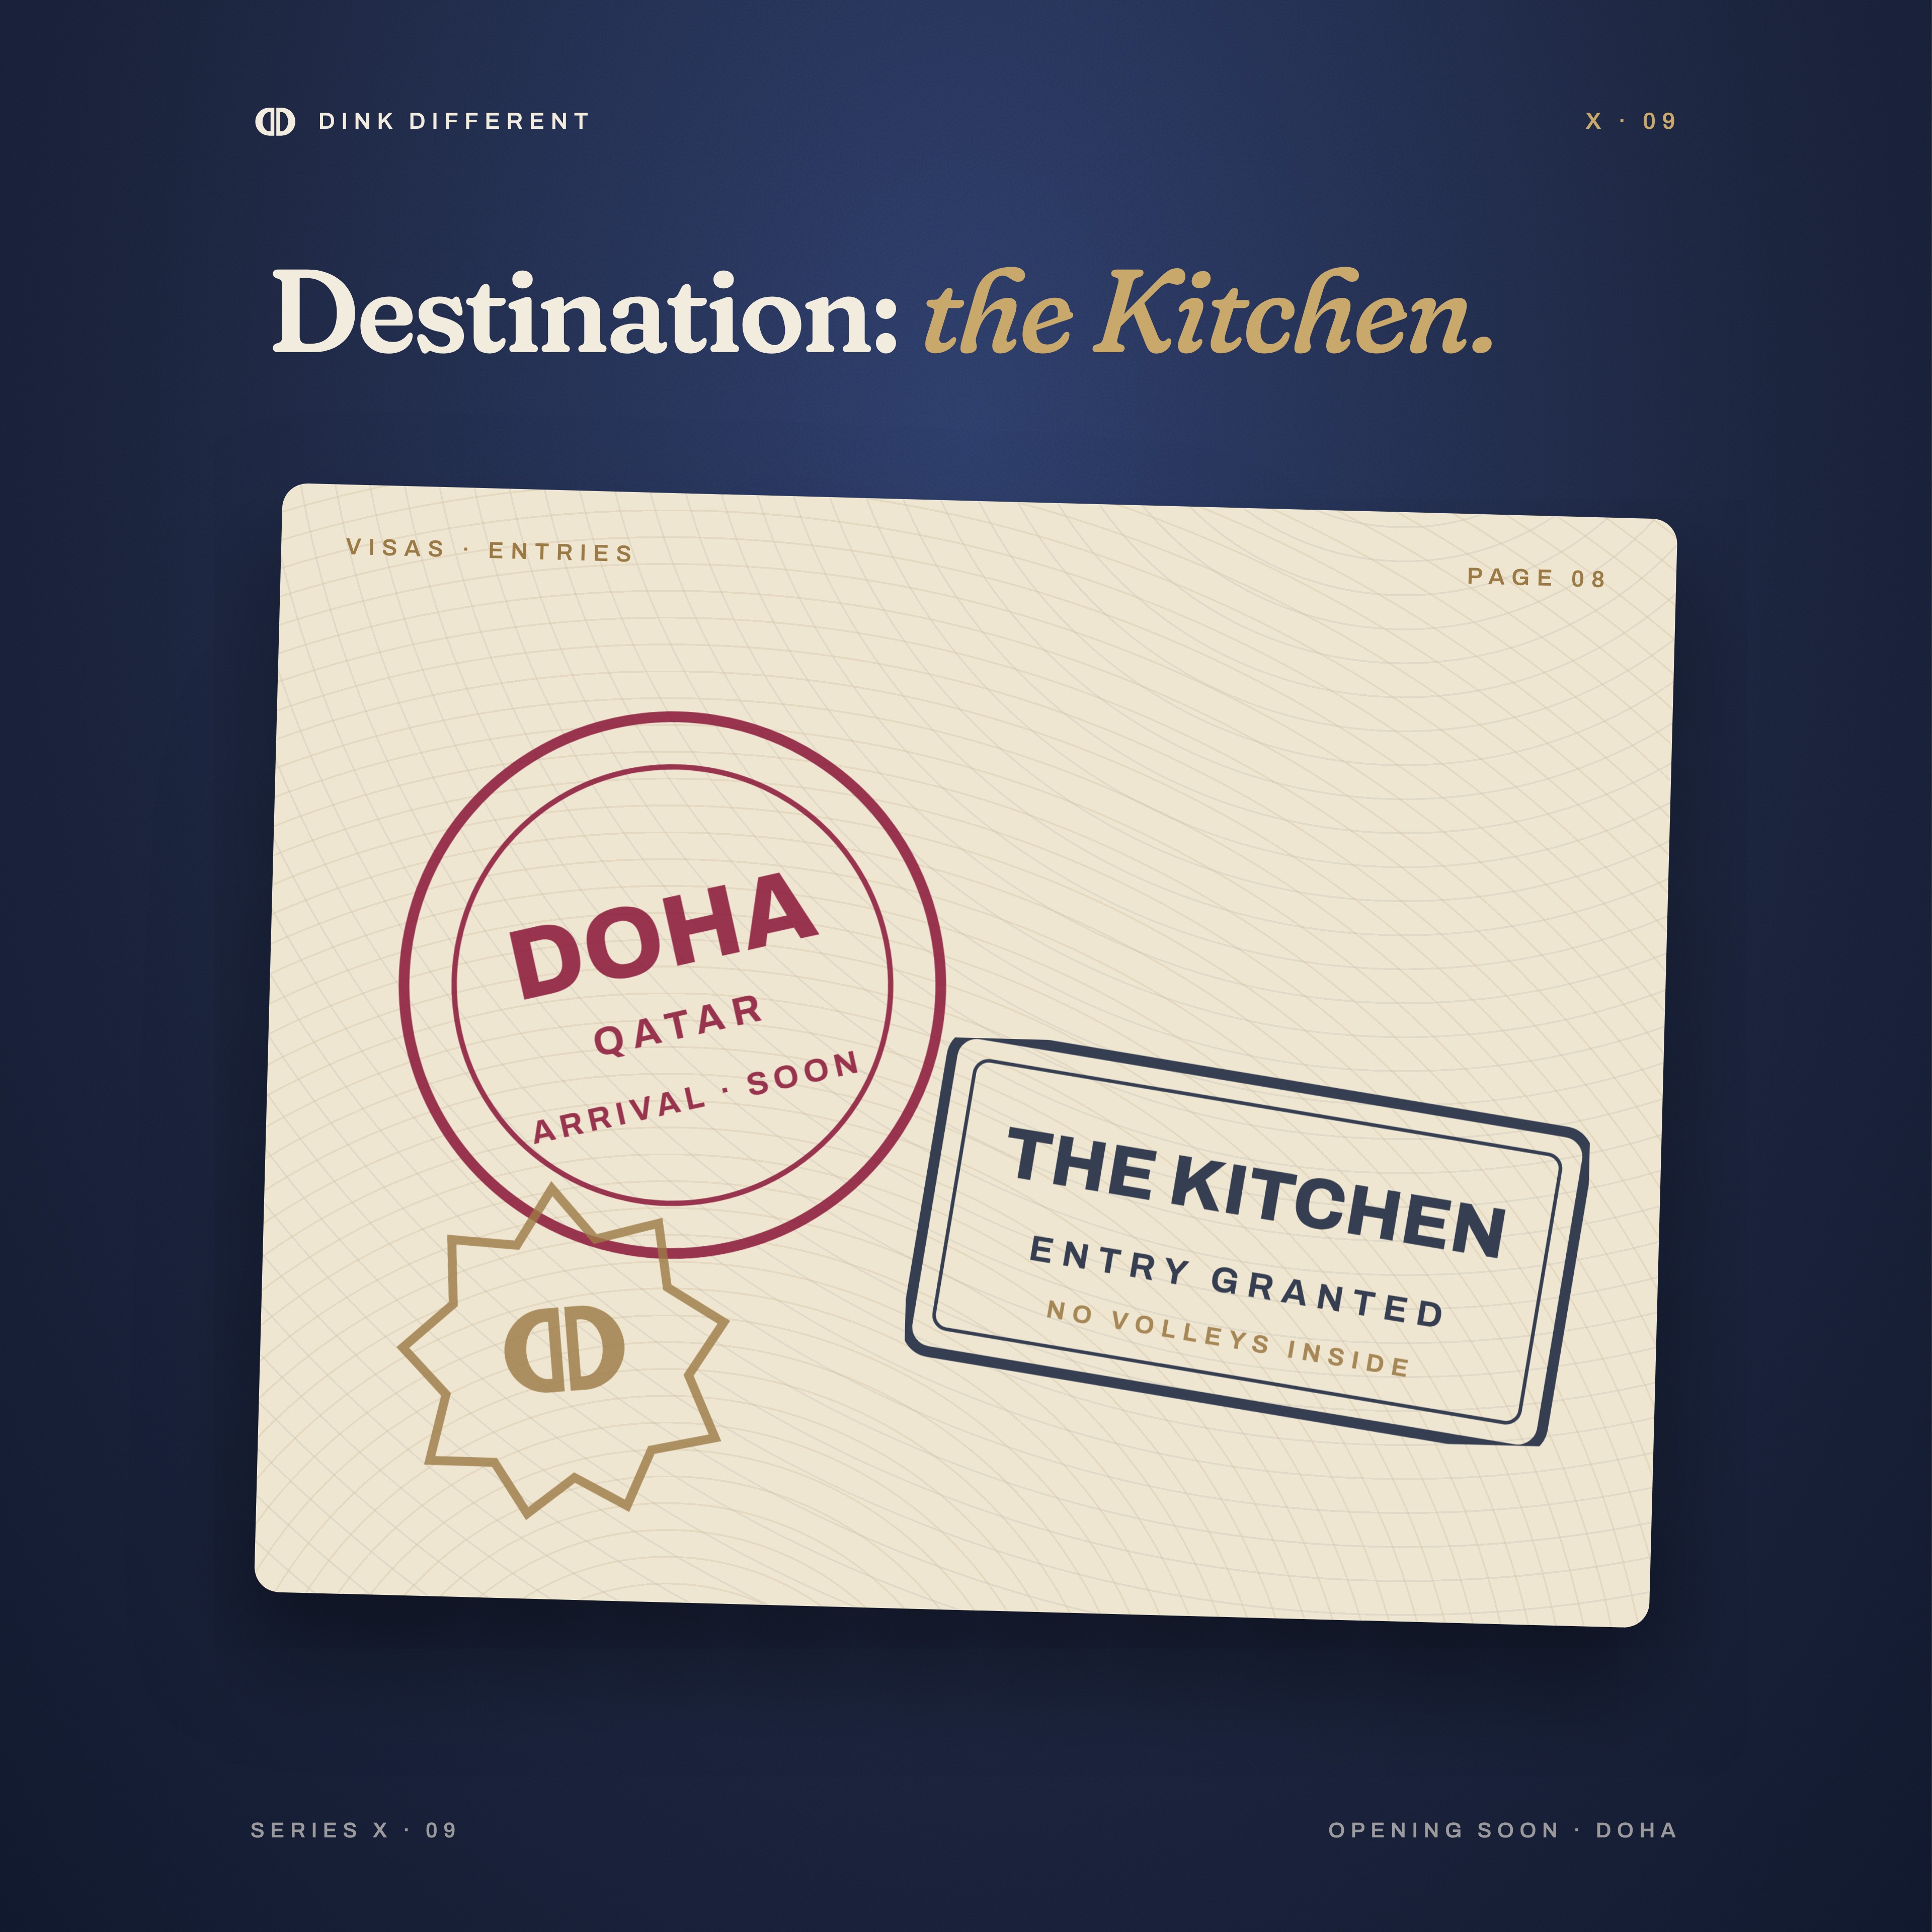 DINK DIFFERENT
X · 09
Destination: the Kitchen.
VISAS · ENTRIES
PAGE 08
DOHA
QATAR
ARRIVAL · SOON
THE KITCHEN
ENTRY GRANTED
NO VOLLEYS INSIDE
SERIES X · 09
OPENING SOON · DOHA